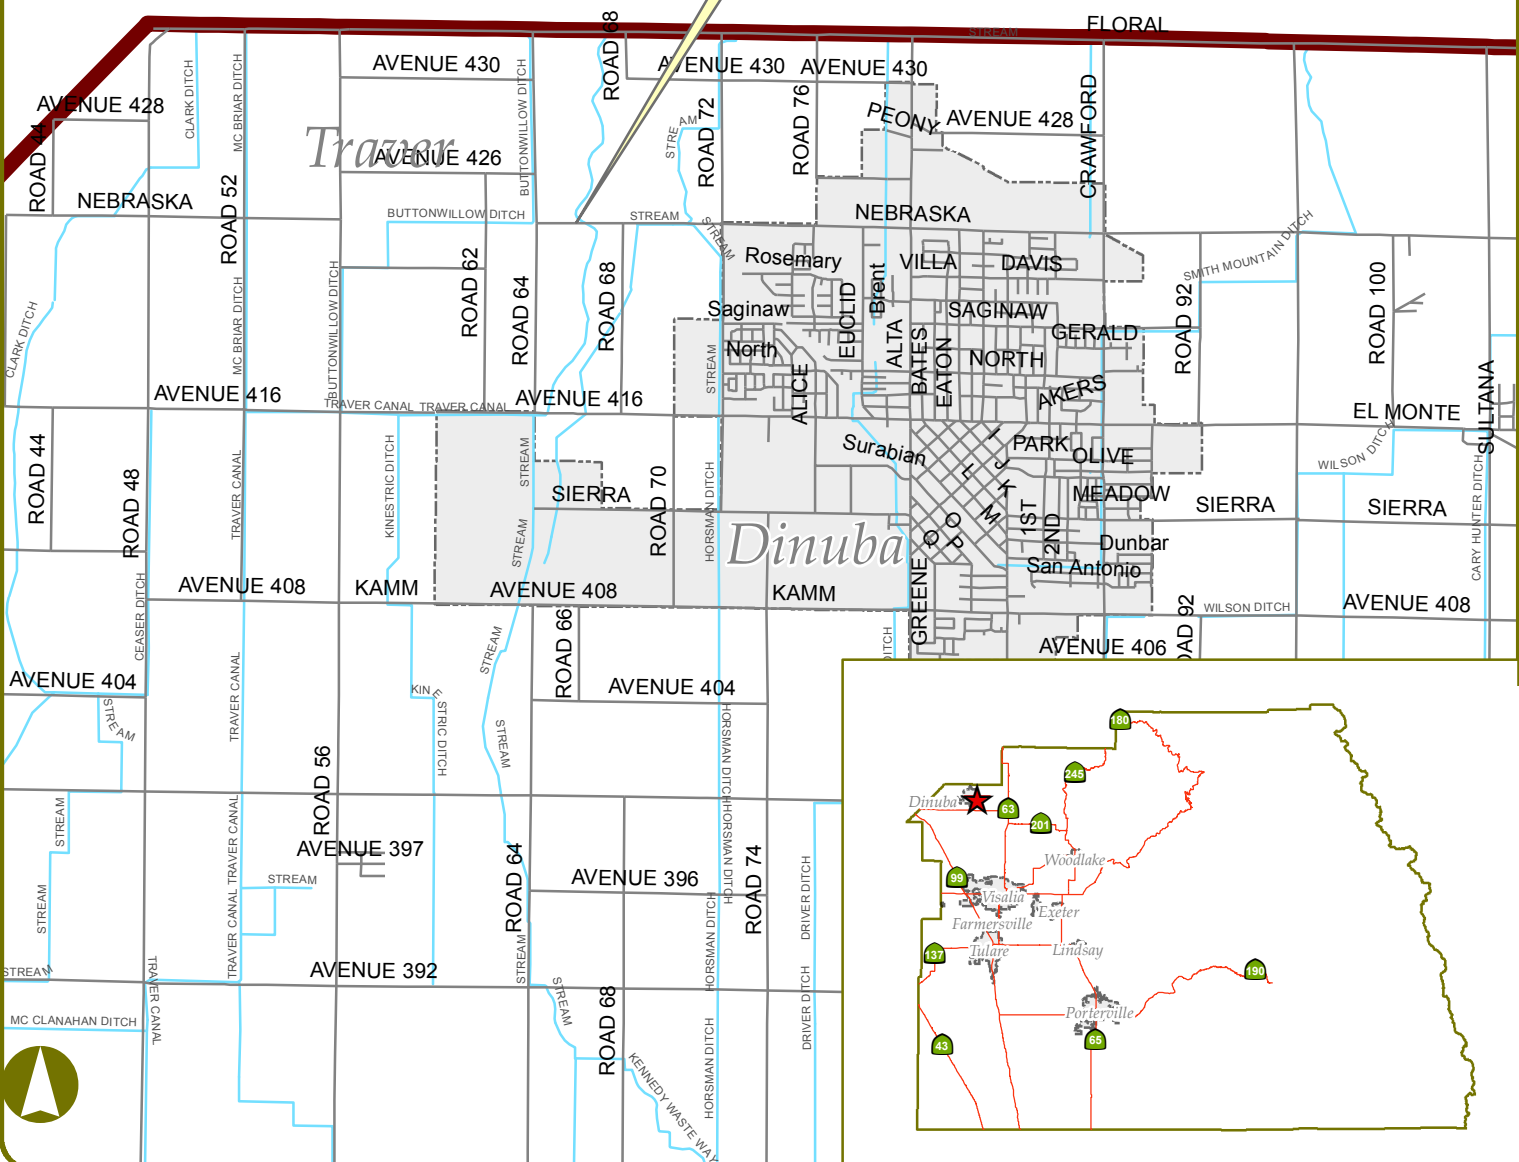 FLORAL
STREAM
ROAD 68
AVENUE 430
AVENUE 430
AVENUE 430
AVENUE 428
CLARK DITCH
MC BRIAR DITCH
BUTTONWILLOW DITCH
ROAD 72
ROAD 76
PEONY
AVENUE 428
CRAWFORD
ROAD 44
Traver
AVENUE 426
STREAM
NEBRASKA
ROAD 52
BUTTONWILLOW DITCH
STREAM
STREAM
NEBRASKA
SMITH MOUNTAIN DITCH
Rosemary
VILLA
DAVIS
ROAD 62
ROAD 64
ROAD 68
BUTTONWILLOW DITCH
MC BRIAR DITCH
CLARK DITCH
Saginaw
EUCLID
Brent
SAGINAW
GERALD
ROAD 92
ROAD 100
North
ALTA
BATES
EATON
NORTH
STREAM
ALICE
AKERS
SULTANA
AVENUE 416
TRAVER CANAL
TRAVER CANAL
AVENUE 416
EL MONTE
Surabian
I
J
K
L
M
PARK
OLIVE
WILSON DITCH
ROAD 44
ROAD 48
TRAVER CANAL
KINESTRIC DITCH
STREAM
SIERRA
ROAD 70
HORSMAN DITCH
MEADOW
SIERRA
SIERRA
CARY HUNTER DITCH
Dinuba
O
P
Q
1ST
2ND
Dunbar
San Antonio
STREAM
CEASER DITCH
AVENUE 408
KAMM
AVENUE 408
KAMM
GREENE
WILSON DITCH
AVENUE 408
AVENUE 406
OAD 92
DITCH
ROAD 66
STREAM
AVENUE 404
AVENUE 404
TRAVER CANAL
KINESTRIC DITCH
STREAM
STREAM
HORSMAN DITCH
HORSMAN DITCH
ROAD 56
STREAM
AVENUE 397
TRAVER CANAL
TRAVER CANAL
STREAM
ROAD 64
AVENUE 396
ROAD 74
DRIVER DITCH
STREAM
STREAM
AVENUE 392
STREAM
HORSMAN DITCH
DRIVER DITCH
MC CLANAHAN DITCH
TRAVER CANAL
STREAM
ROAD 68
HORSMAN DITCH
KENNEDY WASTE WAY
180
245
Dinuba
63
201
Woodlake
99
Visalia
Exeter
Farmersville
137
Tulare
Lindsay
190
Porterville
43
65